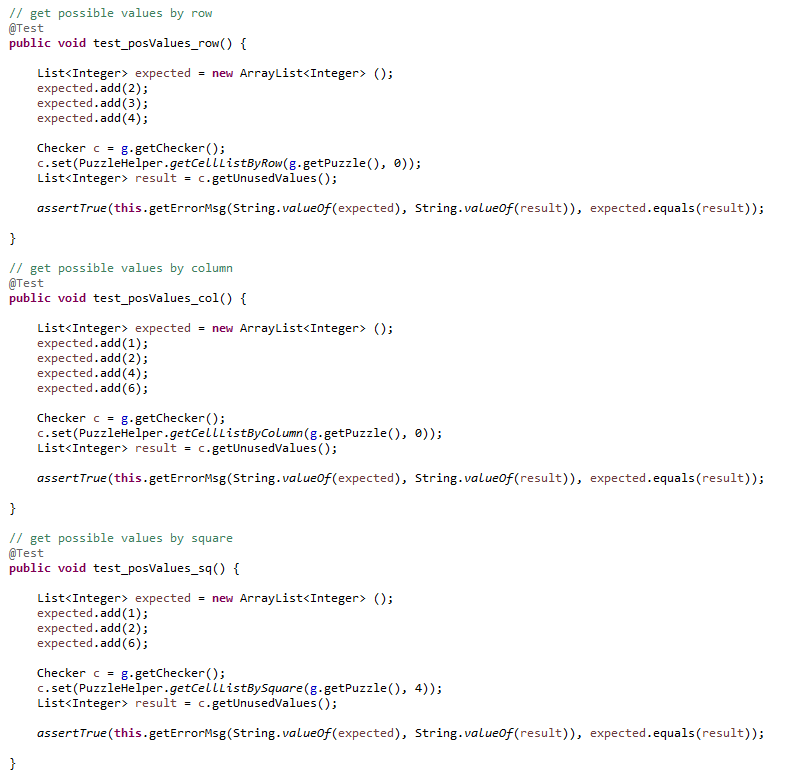 // get possible values by row
@Test
public void test_posValues_row() {
List<Integer> expected = new ArrayList<Integer> ();
expected.add(2);
expected.add(3);
expected.add(4);
Checker c = g.getChecker();
c.set(PuzzleHelper.getCellListByRow(g.getPuzzle(), 0));
List<Integer> result = c.getUnusedValues();
assertTrue(this.getErrorMsg(String.valueOf(expected), String.valueOf(result)), expected.equals(result));
}
// get possible values by column
@Test
public void test_posValues_col() {
List<Integer> expected = new ArrayList<Integer> ();
expected.add(1);
expected.add(2);
expected.add(4);
expected.add(6);
Checker c = g.getChecker();
c.set(PuzzleHelper.getCellListByColumn(g.getPuzzle(), 0));
List<Integer> result = c.getUnusedValues();
assertTrue(this.getErrorMsg(String.valueOf(expected), String.valueOf(result)), expected.equals(result));
}
// get possible values by square
@Test
public void test_posValues_sq() {
List<Integer> expected = new ArrayList<Integer> ();
expected.add(1);
expected.add(2);
expected.add(6);
Checker c = g.getChecker();
c.set(PuzzleHelper.getCellListBySquare(g.getPuzzle(), 4));
List<Integer> result = c.getUnusedValues();
assertTrue(this.getErrorMsg(String.valueOf(expected), String.valueOf(result)), expected.equals(result));
}